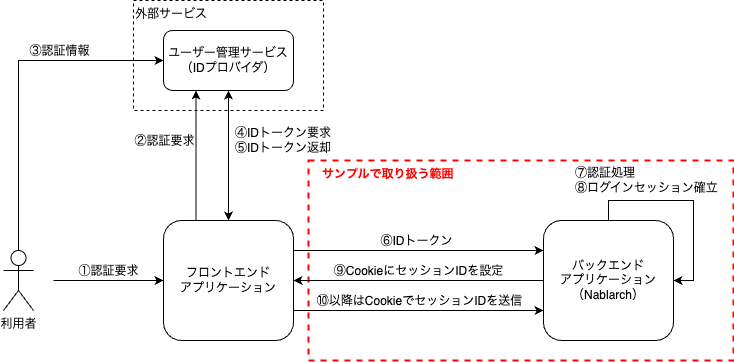 外部サービス
③認証情報
ユーザー管理サービス
（IDプロバイダ）
②認証要求
④IDトークン要求
⑤IDトークン返却
サンプルで取り扱う範囲
⑦認証処理
⑧ログインセッション確立
⑥IDトークン
①認証要求
フロントエンド
アプリケーション
⑨CookieにセッションIDを設定
バックエンド
アプリケーション
（Nablarch）
⑩以降はCookieでセッションIDを送信
利用者